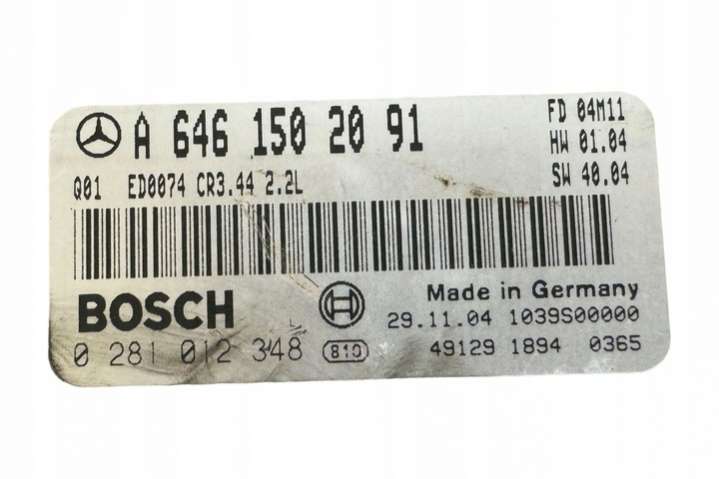 A 646 150 20 91
FD 04M11
HW 01.04
SW 40.04
Q01 ED0074 CR3.44 2.2L
BOSCH
Made in Germany
29.11.04 1039S00000
0 281 012 348 810
49129 1894 0365